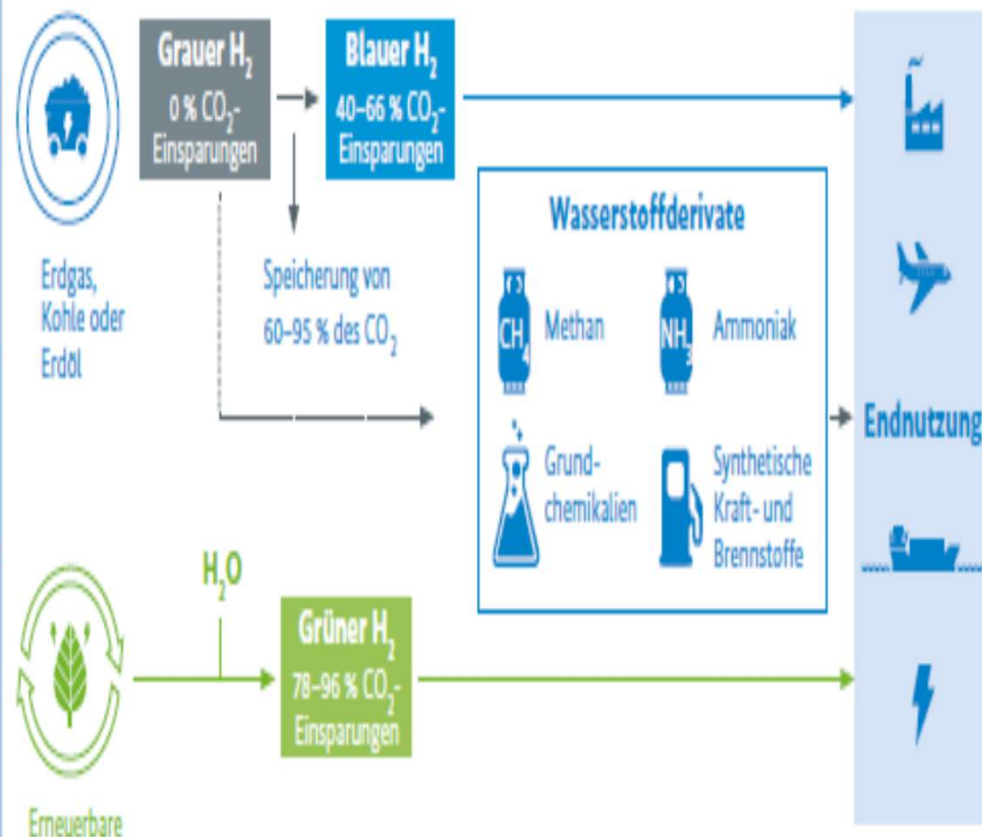 Grauer H₂
0 % CO₂-
Einsparungen
Blauer H₂
40–66 % CO₂-
Einsparungen
Erdgas,
Kohle oder
Erdöl
Speicherung von
60–95 % des CO₂
Wasserstoffderivate
CH₄
Methan
NH₃
Ammoniak
Grund-
chemikalien
Synthetische
Kraft- und
Brennstoffe
Endnutzung
H₂O
Grüner H₂
78–96 % CO₂-
Einsparungen
Erneuerbare